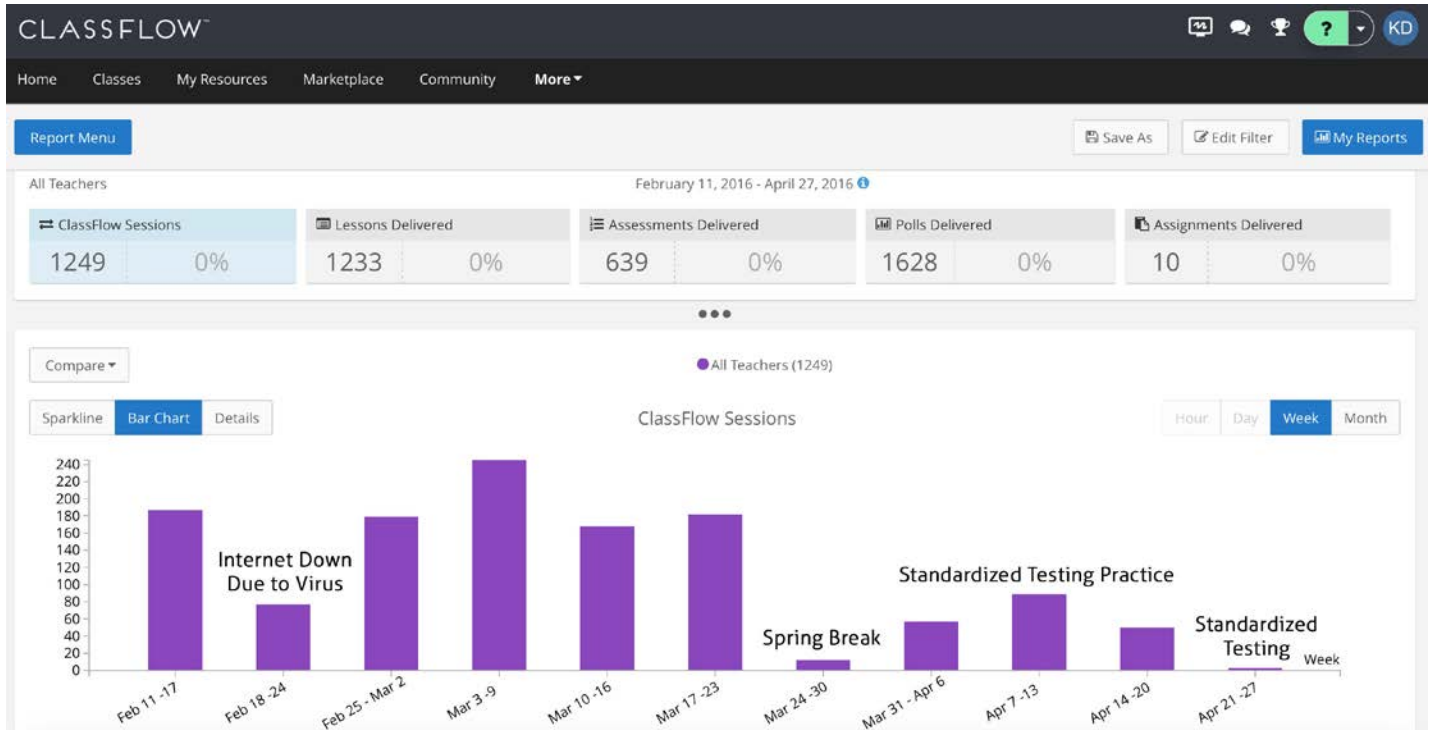 CLASSFLOW™
? KD
Home Classes My Resources Marketplace Community More
Report Menu Save As Edit Filter My Reports
All Teachers February 11, 2016 - April 27, 2016
ClassFlow Sessions Lessons Delivered Assessments Delivered Polls Delivered Assignments Delivered
1249 0% 1233 0% 639 0% 1628 0% 10 0%
Compare All Teachers (1249)
Sparkline Bar Chart Details ClassFlow Sessions Hour Day Week Month
240
220
200
180
160
140
120
100
80
60
40
20
0
Internet Down
Due to Virus
Spring Break
Standardized Testing Practice
Standardized
Testing
Week
Feb 11 -17 Feb 18 -24 Feb 25 - Mar 2 Mar 3 -9 Mar 10 -16 Mar 17 -23 Mar 24 -30 Mar 31 - Apr 6 Apr 7 -13 Apr 14 -20 Apr 21 -27